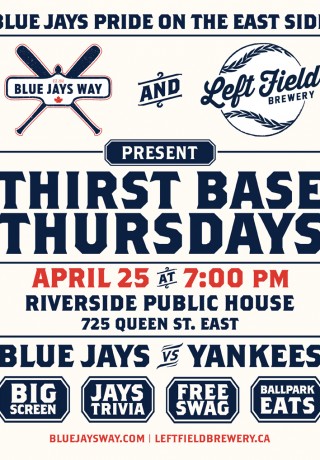 BLUE JAYS PRIDE ON THE EAST SIDE
BLUE JAYS WAY
AND
Left Field
BREWERY
PRESENT
THIRST BASE
THURSDAYS
APRIL 25 AT 7:00 PM
RIVERSIDE PUBLIC HOUSE
725 QUEEN ST. EAST
BLUE JAYS VS YANKEES
BIG
SCREEN
JAYS
TRIVIA
FREE
SWAG
BALLPARK
EATS
BLUEJAYSWAY.COM | LEFTFIELDBREWERY.CA